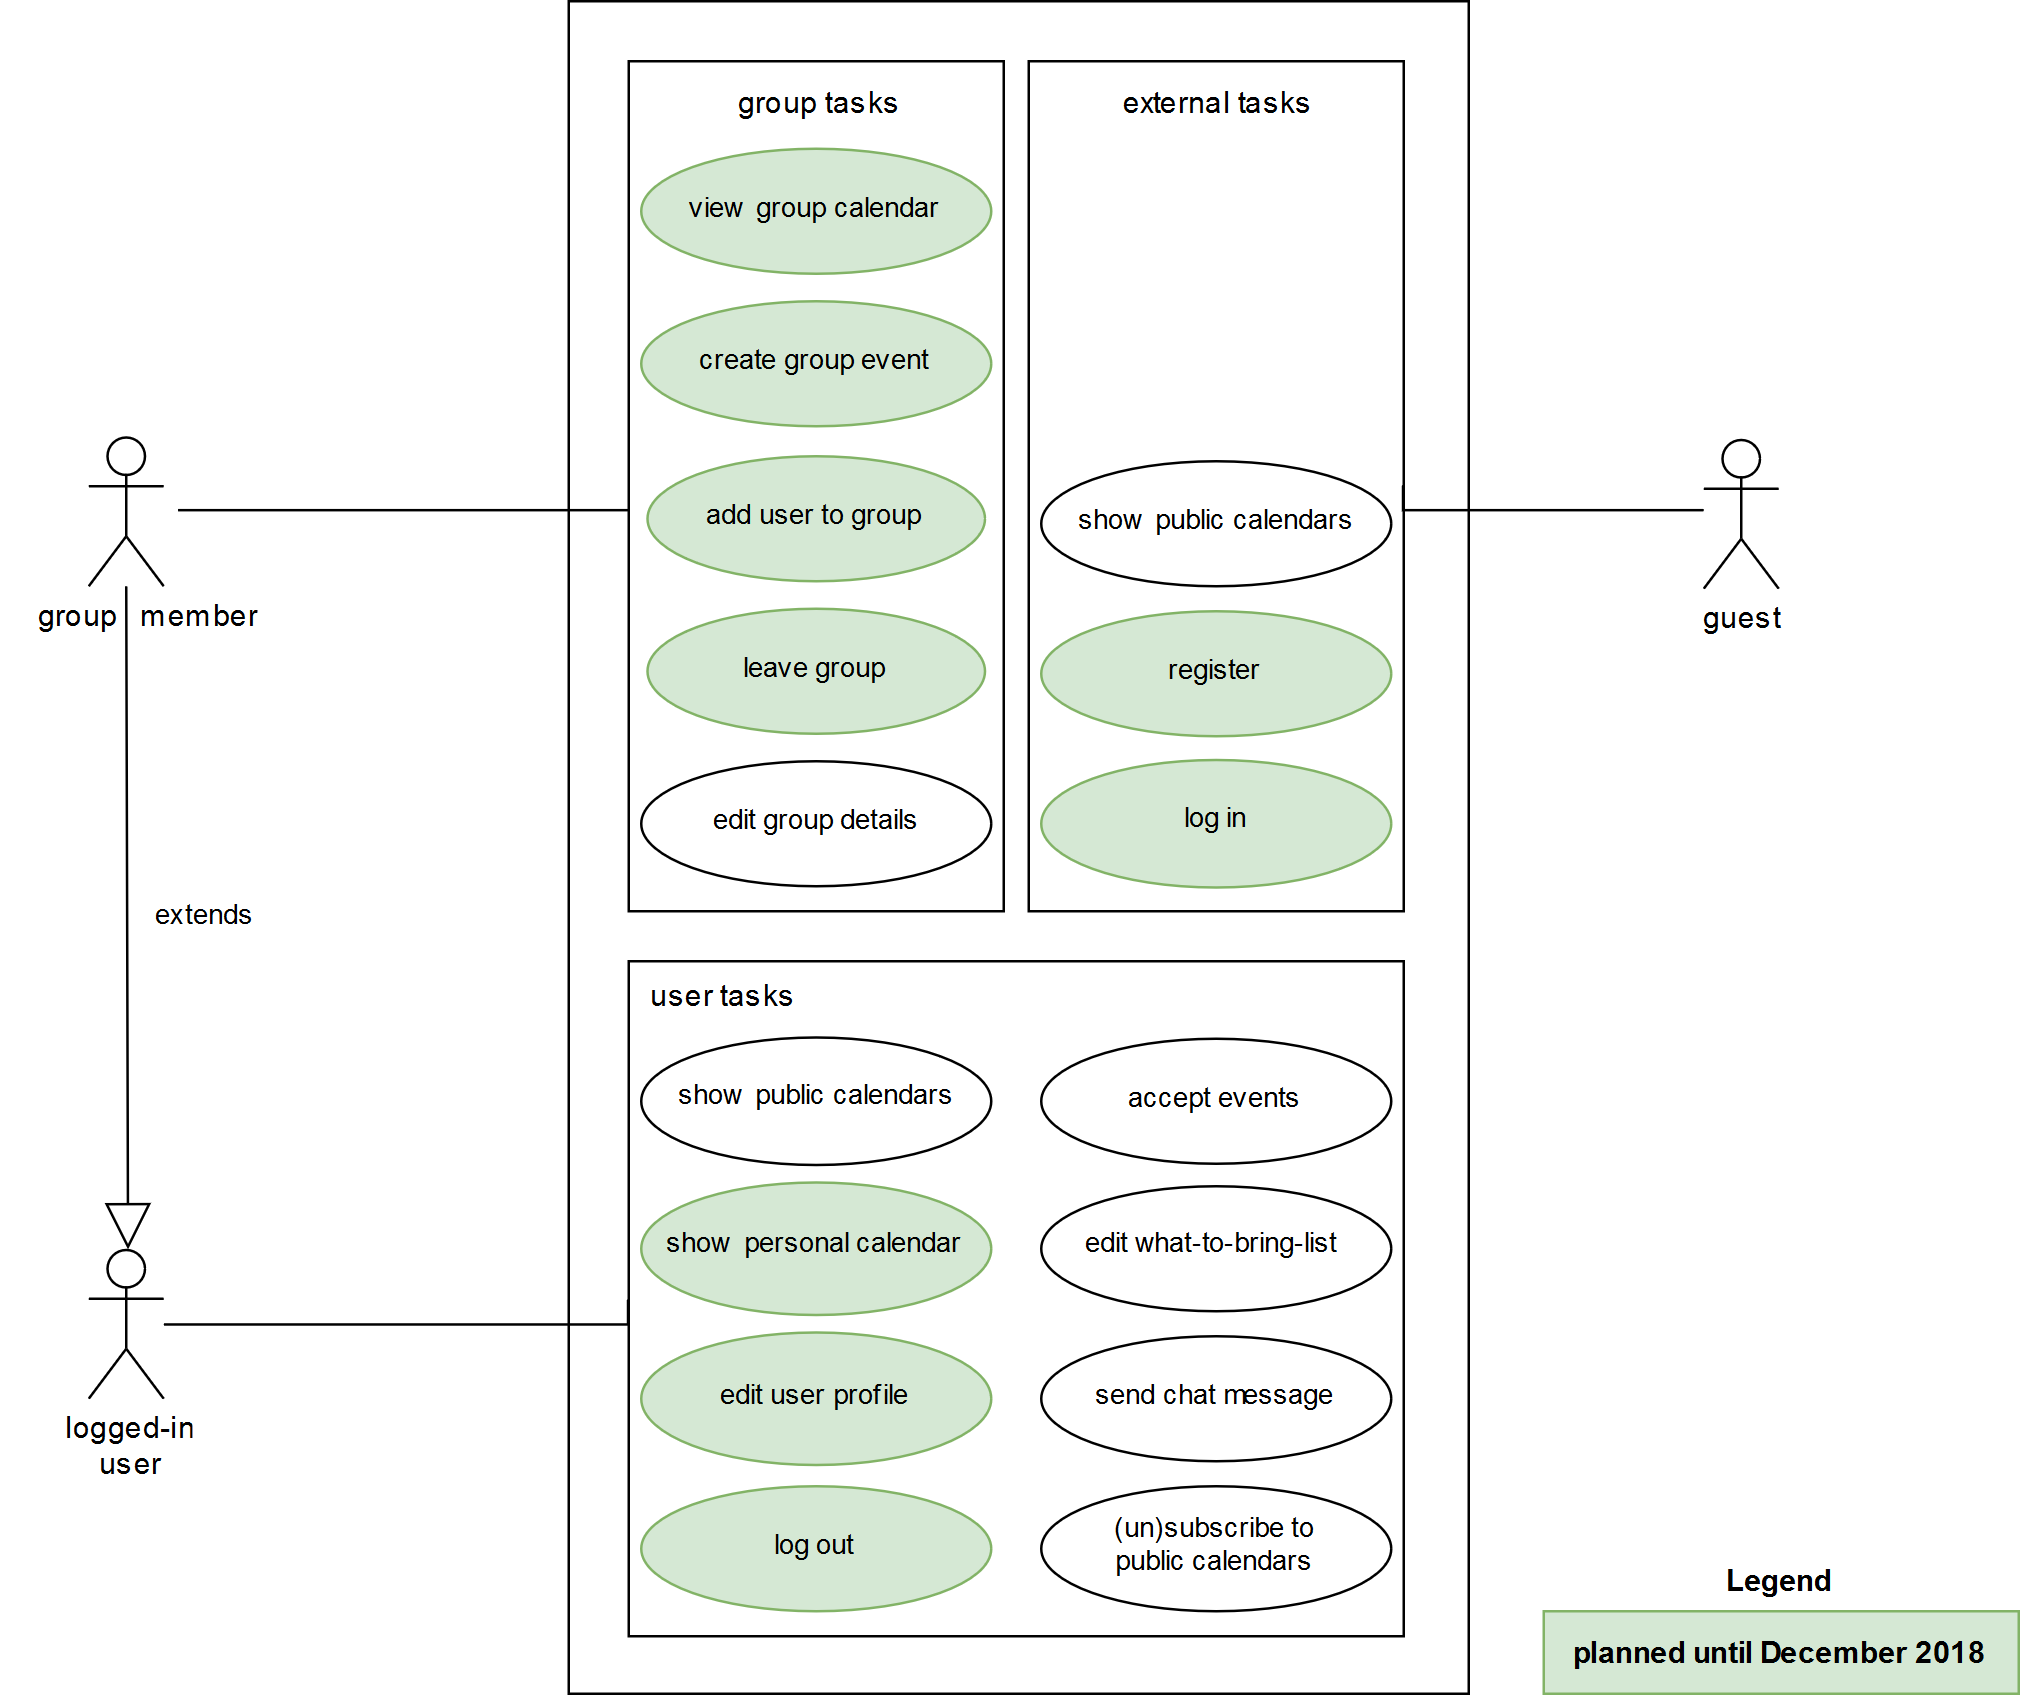 group tasks
view group calendar
create group event
add user to group
leave group
edit group details
external tasks
show public calendars
register
log in
group member
guest
extends
user tasks
show public calendars
accept events
show personal calendar
edit what-to-bring-list
edit user profile
send chat message
log out
(un)subscribe to
public calendars
logged-in
user
Legend
planned until December 2018